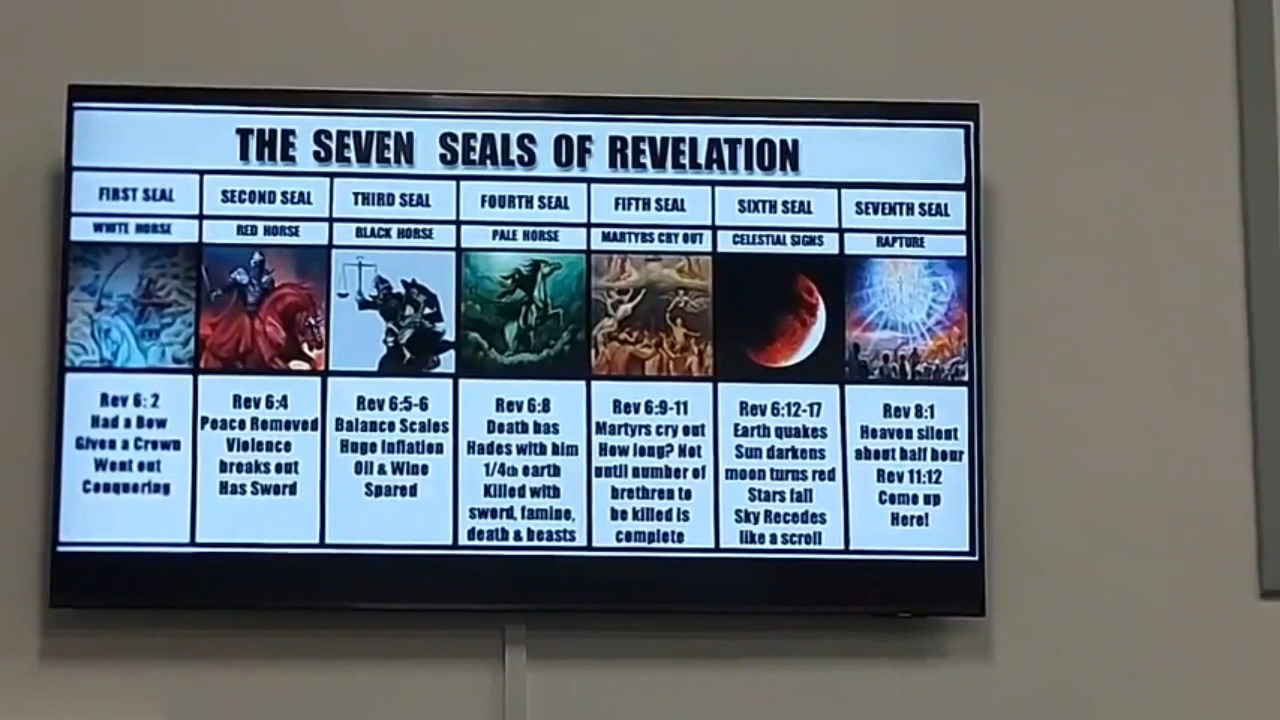 THE SEVEN SEALS OF REVELATION
FIRST SEAL
SECOND SEAL
THIRD SEAL
FOURTH SEAL
FIFTH SEAL
SIXTH SEAL
SEVENTH SEAL
WHITE HORSE
RED HORSE
BLACK HORSE
PALE HORSE
MARTYRS CRY OUT
CELESTIAL SIGNS
RAPTURE
Rev 6:2
Had a Bow
Given a Crown
Went out
Conquering
Rev 6:4
Peace Removed
Violence
breaks out
Has Sword
Rev 6:5-6
Balance Scales
Huge Inflation
Oil & Wine
Spared
Rev 6:8
Death has
Hades with him
1/4th earth
Killed with
sword, famine,
death & beasts
Rev 6:9-11
Martyrs cry out
How long? Not
until number of
brethren to
be killed is
complete
Rev 6:12-17
Earth quakes
Sun darkens
moon turns red
Stars fall
Sky Recedes
like a scroll
Rev 8:1
Heaven silent
about half hour
Rev 11:12
Come up
Here!